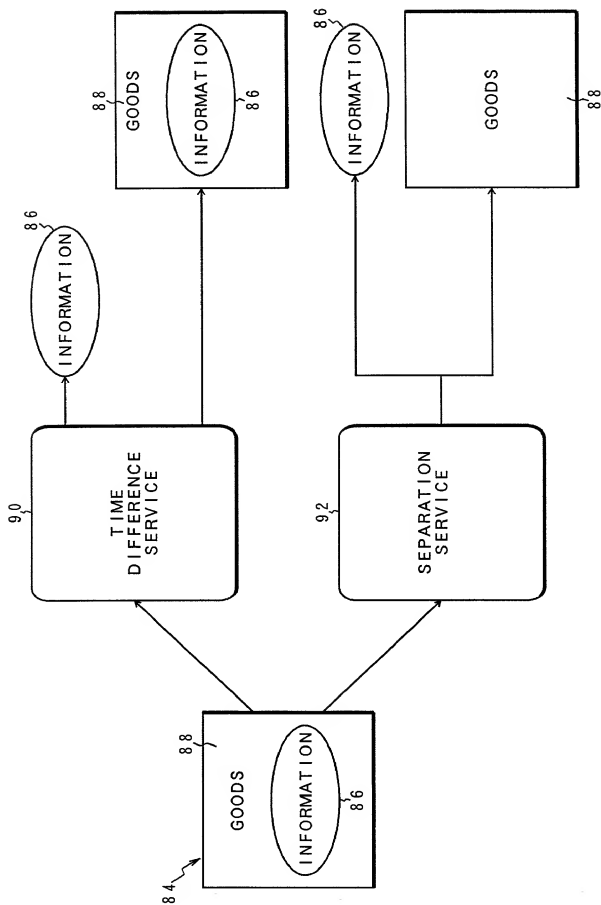 84
88
GOODS
INFORMATION
86
90
TIME
DIFFERENCE
SERVICE
86
INFORMATION
88
GOODS
INFORMATION
86
92
SEPARATION
SERVICE
86
INFORMATION
GOODS
88